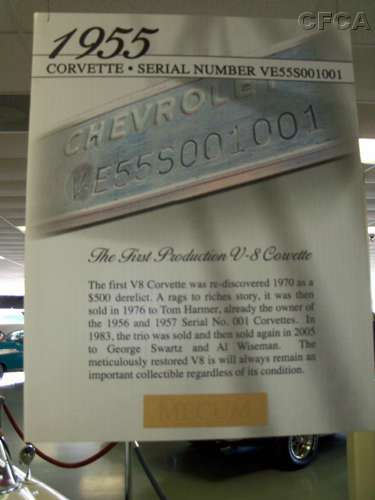 CFCA
1955
CORVETTE • SERIAL NUMBER VE55S001001
CHEVROLET
VE55S001001
The First Production V-8 Corvette
The first V8 Corvette was re-discovered 1970 as a
$500 derelict. A rags to riches story, it was then
sold in 1976 to Tom Harmer, already the owner of
the 1956 and 1957 Serial No. 001 Corvettes. In
1983, the trio was sold and then sold again in 2005
to George Swartz and Al Wiseman. The
meticulously restored V8 is will always remain an
important collectible regardless of its condition.